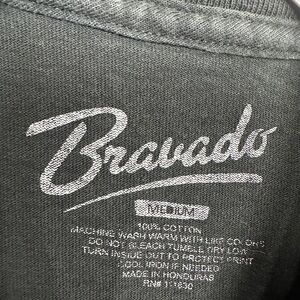 Bravado
MEDIUM
100% COTTON
MACHINE WASH WARM WITH LIKE COLORS
DO NOT BLEACH TUMBLE DRY LOW
TURN INSIDE OUT TO PROTECT PRINT
COOL IRON IF NEEDED
MADE IN HONDURAS